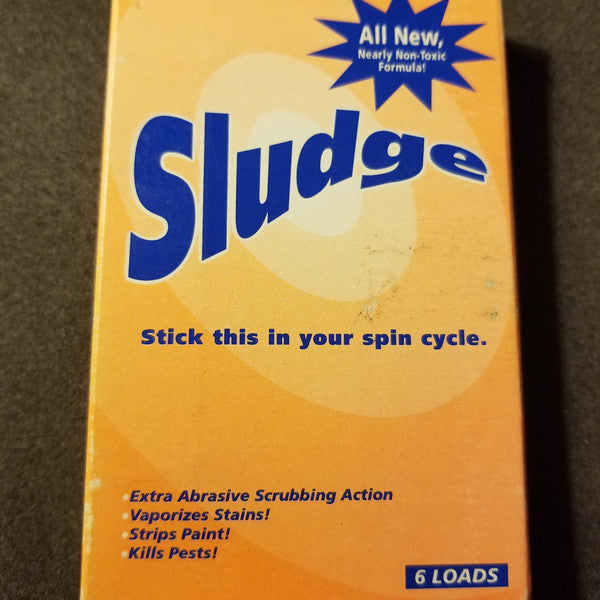 All New,
Nearly Non-Toxic
Formula!
Sludge
Stick this in your spin cycle.
•Extra Abrasive Scrubbing Action
•Vaporizes Stains!
•Strips Paint!
•Kills Pests!
6 LOADS